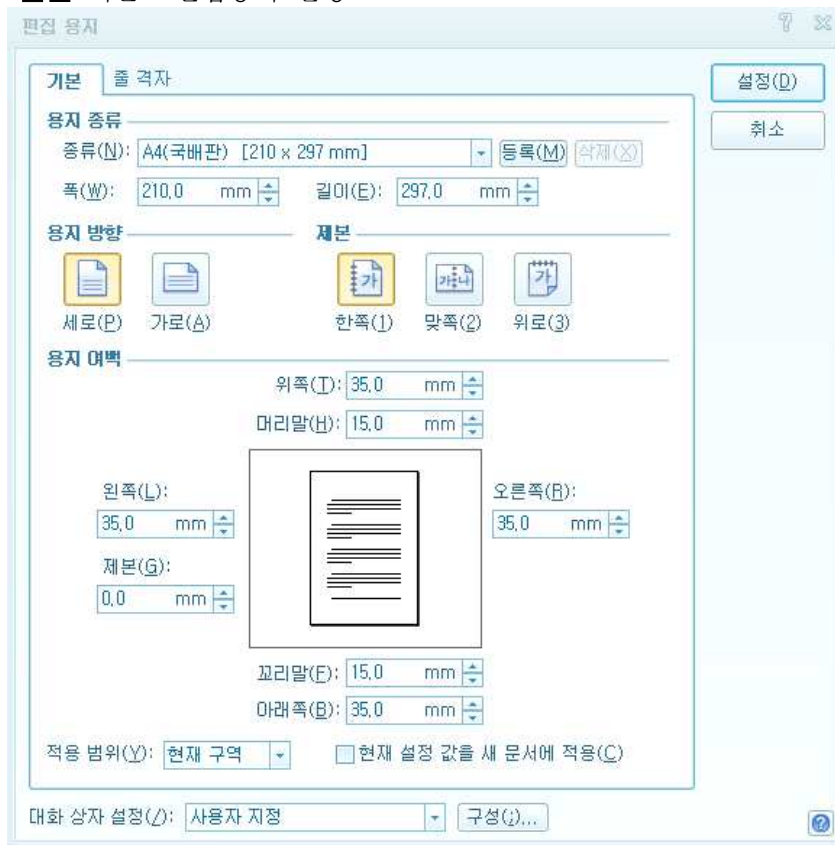 편집 용지
기본 줄 격자
설정(D)
취소
용지 종류
종류(N): A4(국배판) [210 x 297 mm] 등록(M) 삭제(X)
폭(W): 210,0 mm 길이(E): 297,0 mm
용지 방향 제본
가 가나 가
세로(P) 가로(A) 한쪽(1) 맞쪽(2) 위로(3)
용지 여백
위쪽(T): 35,0 mm
머리말(H): 15,0 mm
왼쪽(L): 오른쪽(R):
35,0 mm 35,0 mm
제본(G):
0,0 mm
꼬리말(F): 15,0 mm
아래쪽(B): 35,0 mm
적용 범위(Y): 현재 구역 현재 설정 값을 새 문서에 적용(C)
대화 상자 설정(/): 사용자 지정 구성(;)...